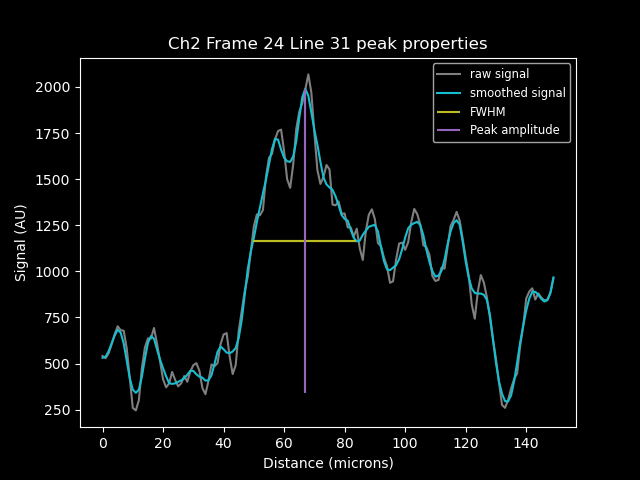 Ch2 Frame 24 Line 31 peak properties
raw signal
smoothed signal
FWHM
Peak amplitude
Signal (AU)
2000
1750
1500
1250
1000
750
500
250
0 20 40 60 80 100 120 140
Distance (microns)